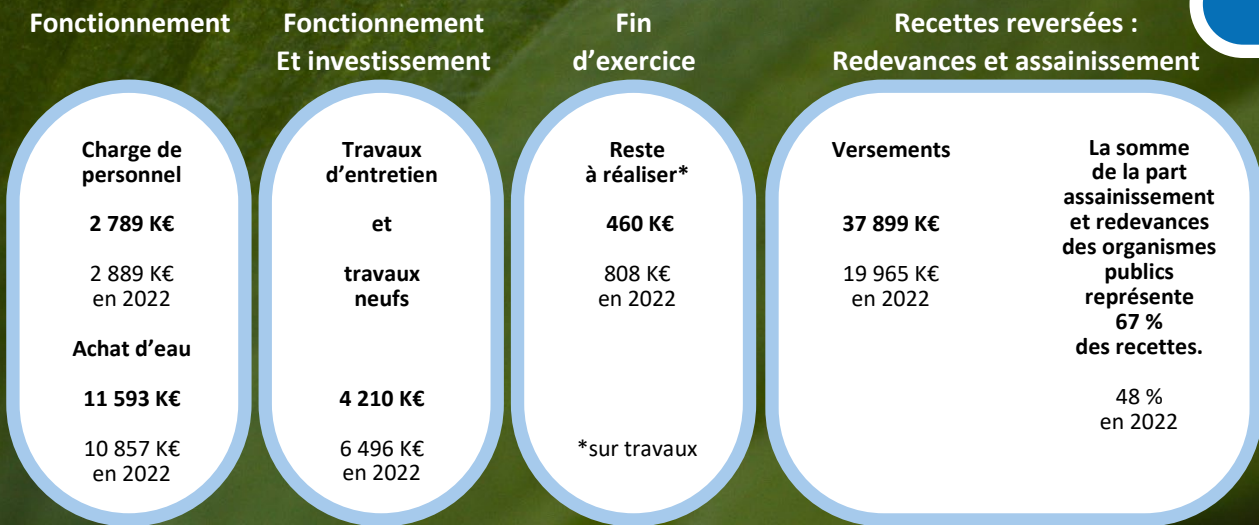 Fonctionnement
Charge de
personnel
2 789 K€
2 889 K€
en 2022
Achat d’eau
11 593 K€
10 857 K€
en 2022
Fonctionnement
Et investissement
Travaux
d’entretien
et
travaux
neufs
4 210 K€
6 496 K€
en 2022
Fin
d’exercice
Reste
à réaliser*
460 K€
808 K€
en 2022
*sur travaux
Recettes reversées :
Redevances et assainissement
Versements
37 899 K€
19 965 K€
en 2022
La somme
de la part
assainissement
et redevances
des organismes
publics
représente
67 %
des recettes.
48 %
en 2022